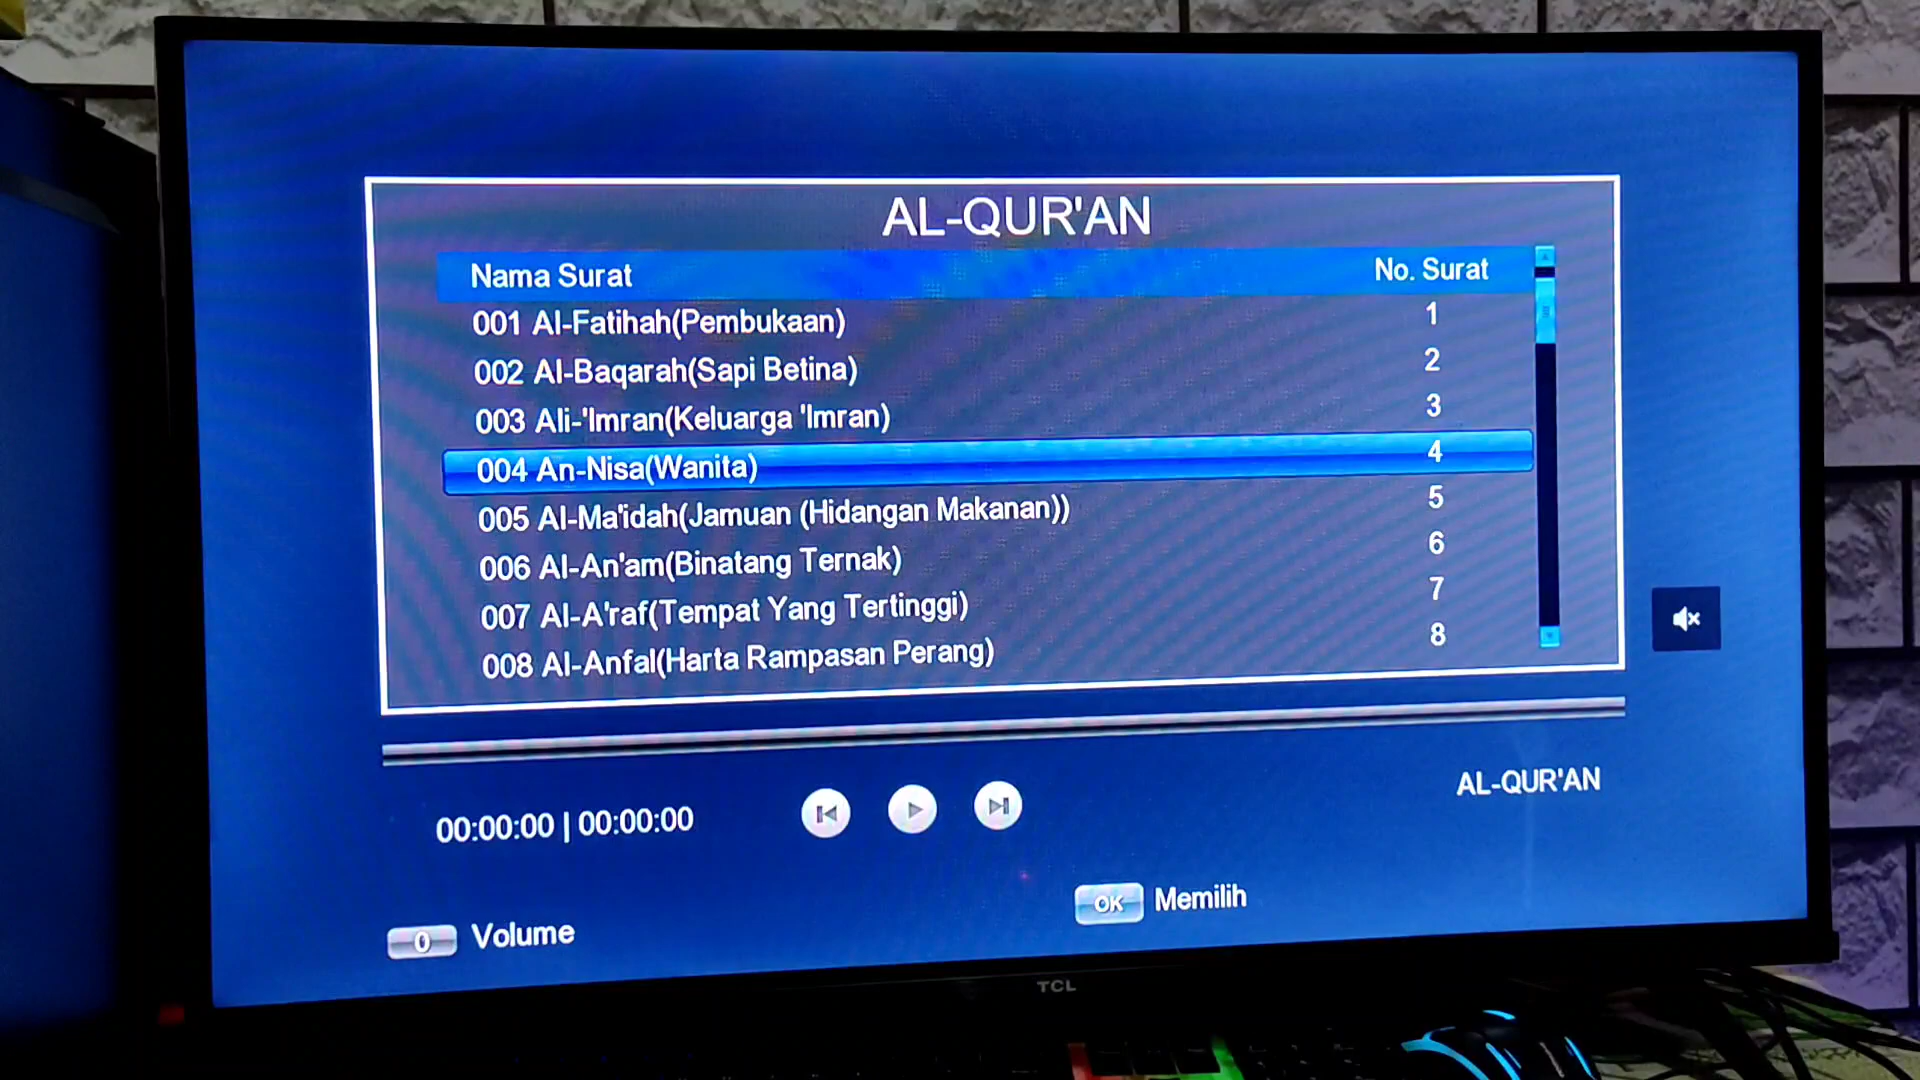 AL-QUR'AN
Nama Surat No. Surat
001 Al-Fatihah(Pembukaan) 1
002 Al-Baqarah(Sapi Betina) 2
003 Ali-'Imran(Keluarga 'Imran) 3
004 An-Nisa(Wanita) 4
005 Al-Ma'idah(Jamuan (Hidangan Makanan)) 5
006 Al-An'am(Binatang Ternak) 6
007 Al-A'raf(Tempat Yang Tertinggi) 7
008 Al-Anfal(Harta Rampasan Perang) 8
AL-QUR'AN
00:00:00 | 00:00:00
OK Memilih
0 Volume
TCL